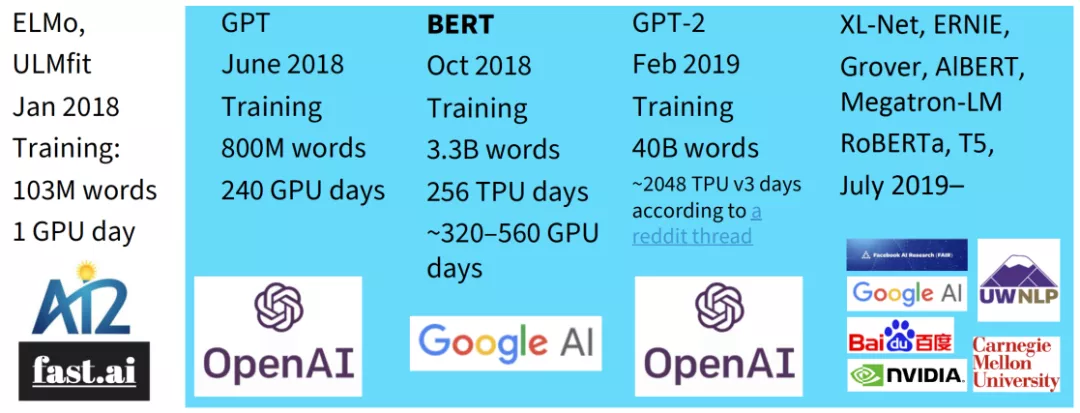 ELMo,
ULMfit
Jan 2018
Training:
103M words
1 GPU day
AI2
fast.ai
GPT
June 2018
Training
800M words
240 GPU days
OpenAI
BERT
Oct 2018
Training
3.3B words
256 TPU days
~320–560 GPU
days
Google AI
GPT-2
Feb 2019
Training
40B words
~2048 TPU v3 days
according to a
reddit thread
OpenAI
XL-Net, ERNIE,
Grover, AlBERT,
Megatron-LM
RoBERTa, T5,
July 2019–
Facebook AI Research (FAIR)
Google AI
Bai du 百度
NVIDIA.
UWNLP
Carnegie
Mellon
University